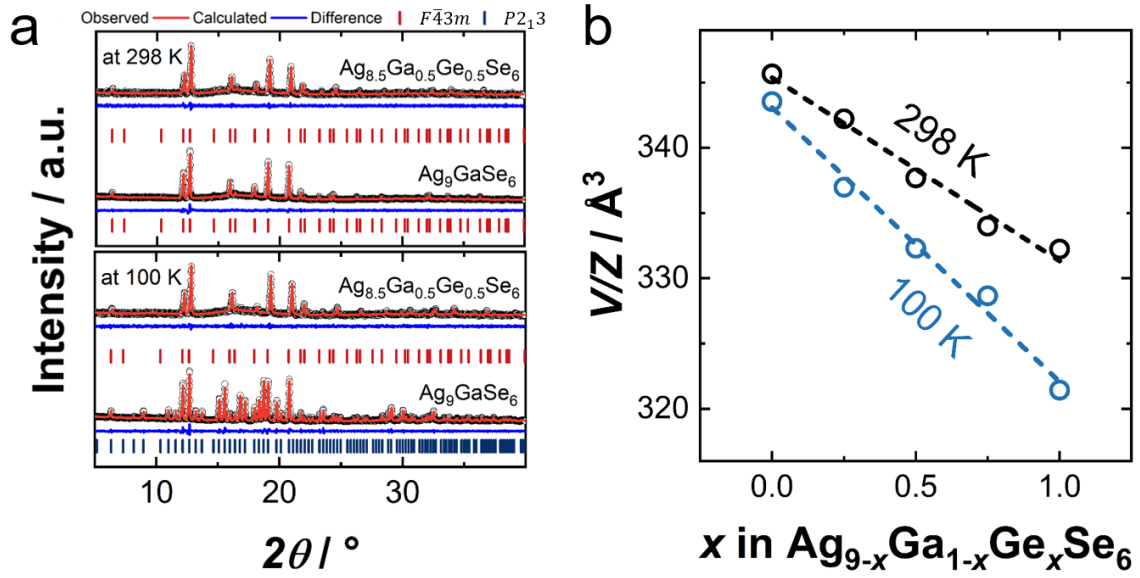 a
Observed Calculated Difference F4̅3m P2₁3
at 298 K
Ag₈.₅Ga₀.₅Ge₀.₅Se₆
Ag₉GaSe₆
at 100 K
Ag₈.₅Ga₀.₅Ge₀.₅Se₆
Ag₉GaSe₆
Intensity / a.u.
10 20 30
2θ / °
b
340
330
320
V/Z / Å³
298 K
100 K
0.0 0.5 1.0
x in Ag₉₋ₓGa₁₋ₓGeₓSe₆